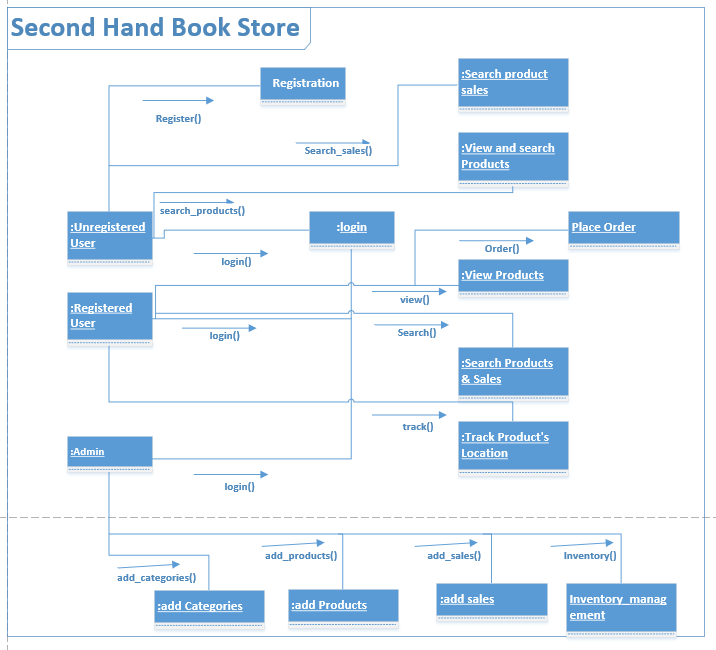 Second Hand Book Store
Registration
:Search product
sales
Register()
Search_sales()
:View and search
Products
search_products()
:Unregistered
User
:login
Place Order
login()
Order()
:View Products
view()
:Registered
User
login()
Search()
:Search Products
& Sales
track()
:Track Product's
Location
:Admin
login()
add_products()
add_sales()
Inventory()
add_categories()
:add Categories
:add Products
:add sales
Inventory_manag
ement